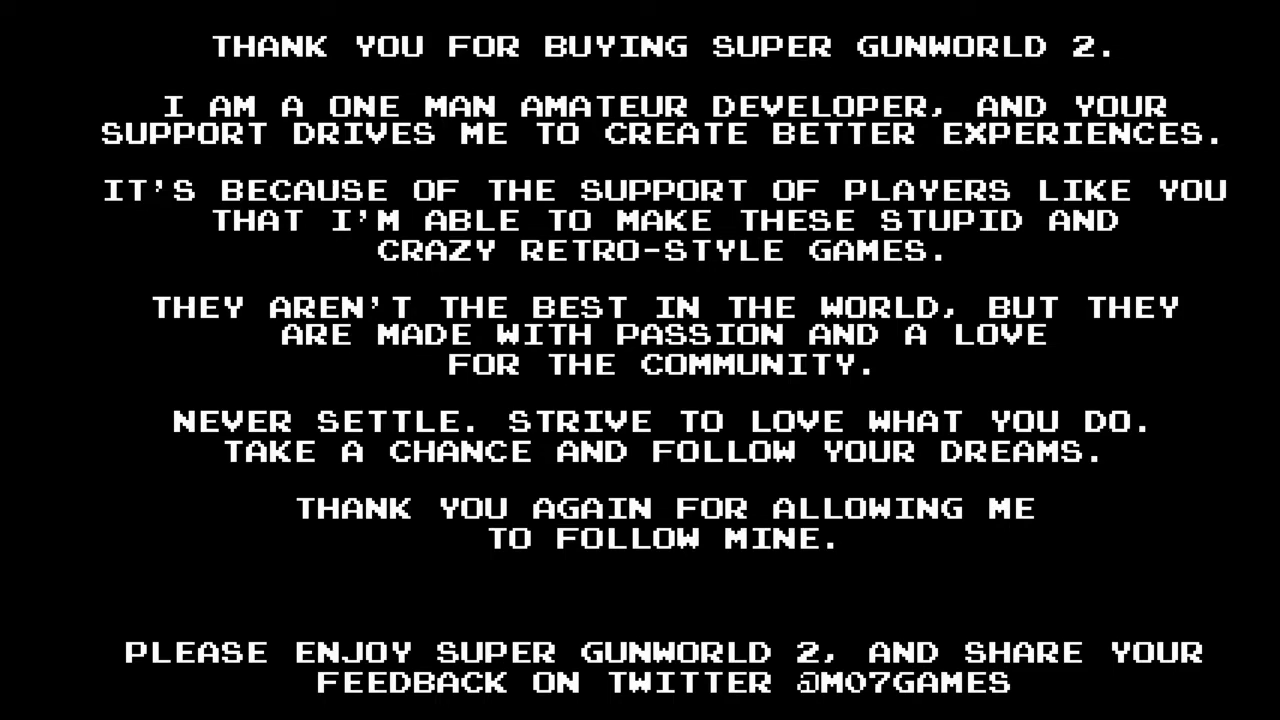 THANK YOU FOR BUYING SUPER GUNWORLD 2.
I AM A ONE MAN AMATEUR DEVELOPER, AND YOUR
SUPPORT DRIVES ME TO CREATE BETTER EXPERIENCES.
IT'S BECAUSE OF THE SUPPORT OF PLAYERS LIKE YOU
THAT I'M ABLE TO MAKE THESE STUPID AND
CRAZY RETRO-STYLE GAMES.
THEY AREN'T THE BEST IN THE WORLD, BUT THEY
ARE MADE WITH PASSION AND A LOVE
FOR THE COMMUNITY.
NEVER SETTLE. STRIVE TO LOVE WHAT YOU DO.
TAKE A CHANCE AND FOLLOW YOUR DREAMS.
THANK YOU AGAIN FOR ALLOWING ME
TO FOLLOW MINE.
PLEASE ENJOY SUPER GUNWORLD 2, AND SHARE YOUR
FEEDBACK ON TWITTER @M07GAMES